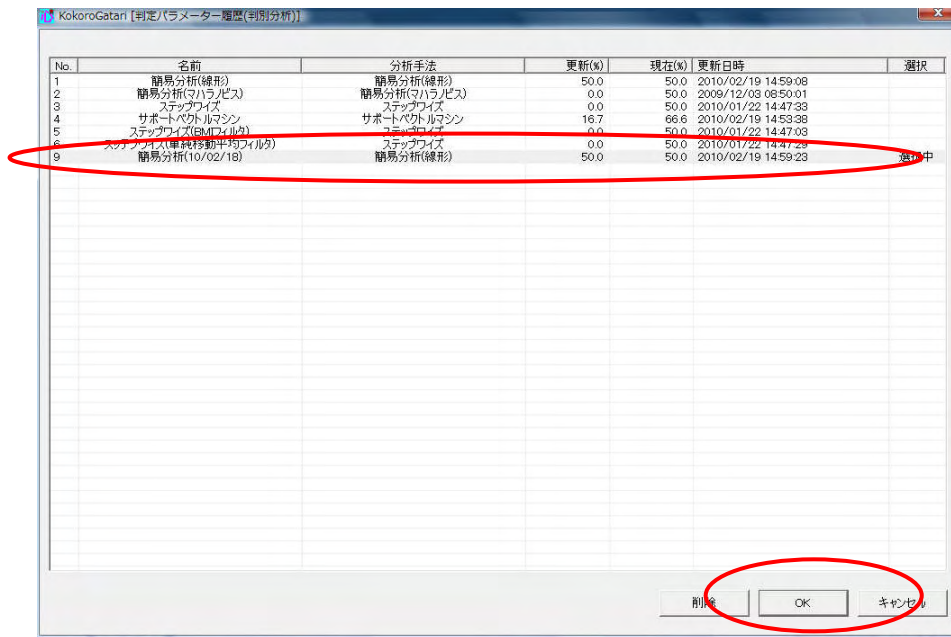 KokoroGatari [判定パラメーター履歴(判別分析)]
No. 名前 分析手法 更新(%) 現在(%) 更新日時 選択
1 簡易分析(線形) 簡易分析(線形) 50.0 50.0 2010/02/19 14:59:08
2 簡易分析(マハラノビス) 簡易分析(マハラノビス) 0.0 50.0 2009/12/03 08:50:01
3 ステップワイズ ステップワイズ 0.0 50.0 2010/01/22 14:47:33
4 サポートベクトルマシン サポートベクトルマシン 16.7 66.6 2010/02/19 14:53:38
5 ステップワイズ(BMIフィルタ) ステップワイズ 0.0 50.0 2010/01/22 14:47:03
6 ステップワイズ(単純移動平均フィルタ) ステップワイズ 0.0 50.0 2010/01/22 14:47:29
9 簡易分析(10/02/18) 簡易分析(線形) 50.0 50.0 2010/02/19 14:59:23 選択中
削除 OK キャンセル